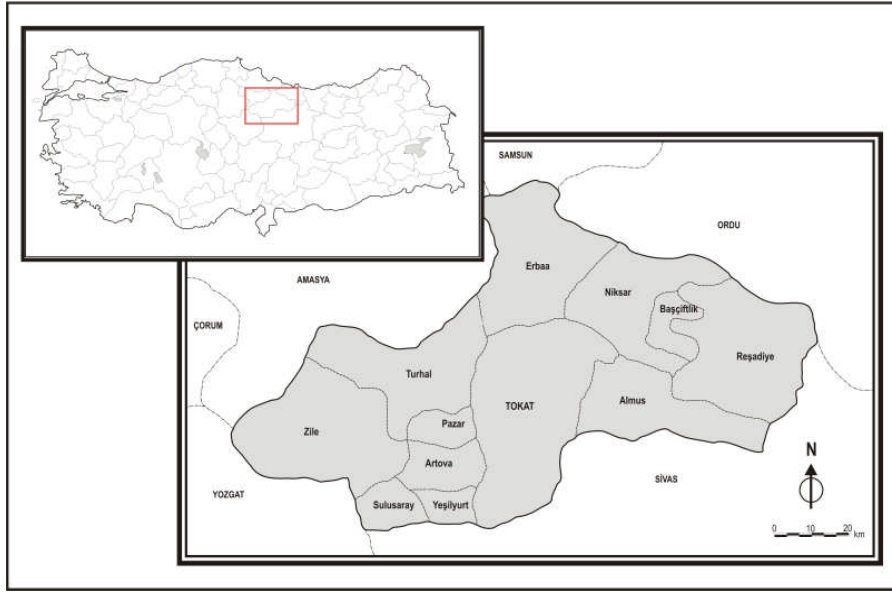 SAMSUN
ORDU
AMASYA
ÇORUM
Erbaa
Niksar
Başçiftlik
Reşadiye
Turhal
TOKAT
Almus
Zile
Pazar
Artova
Sulusaray
Yeşilyurt
YOZGAT
SİVAS
N
0 10 20
km